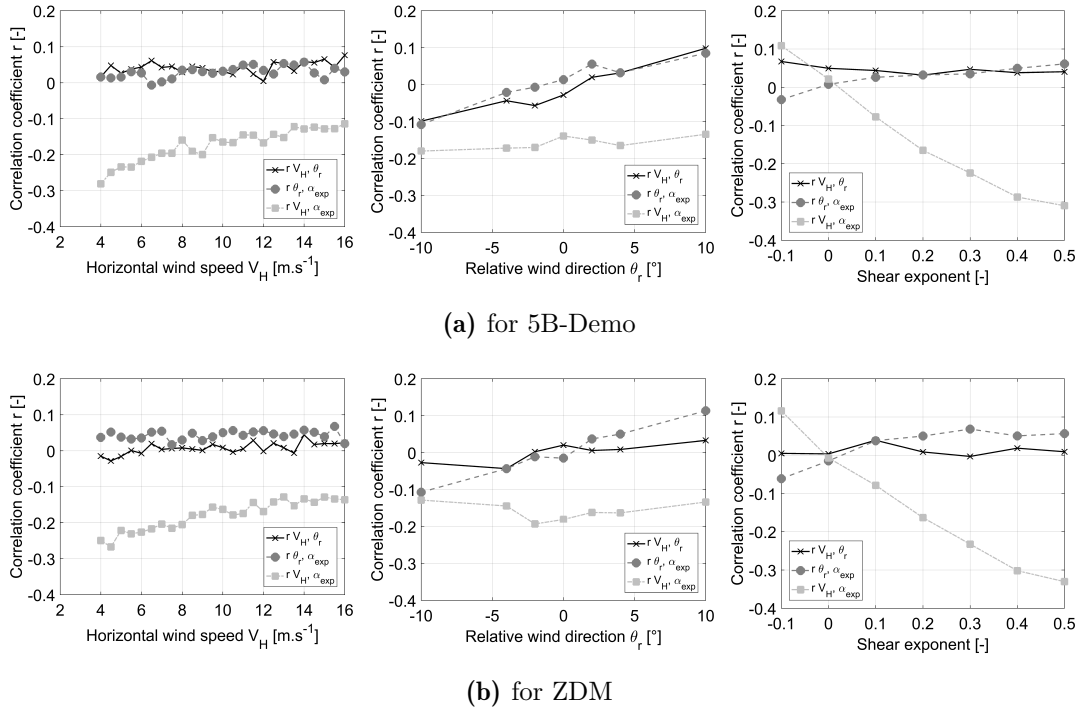 0.2
0.1
0
-0.1
-0.2
-0.3
-0.4
Correlation coefficient r [-]
2 4 6 8 10 12 14 16
Horizontal wind speed V_H [m.s^-1]
r V_H, θ_r
r θ_r, α_exp
r V_H, α_exp
0.2
0.1
0
-0.1
-0.2
-0.3
-0.4
Correlation coefficient r [-]
-10 -5 0 5 10
Relative wind direction θ_r [°]
r V_H, θ_r
r θ_r, α_exp
r V_H, α_exp
0.2
0.1
0
-0.1
-0.2
-0.3
-0.4
Correlation coefficient r [-]
-0.1 0 0.1 0.2 0.3 0.4 0.5
Shear exponent [-]
r V_H, θ_r
r θ_r, α_exp
r V_H, α_exp
(a) for 5B-Demo
0.2
0.1
0
-0.1
-0.2
-0.3
-0.4
Correlation coefficient r [-]
2 4 6 8 10 12 14 16
Horizontal wind speed V_H [m.s^-1]
r V_H, θ_r
r θ_r, α_exp
r V_H, α_exp
0.2
0.1
0
-0.1
-0.2
-0.3
-0.4
Correlation coefficient r [-]
-10 -5 0 5 10
Relative wind direction θ_r [°]
r V_H, θ_r
r θ_r, α_exp
r V_H, α_exp
0.2
0.1
0
-0.1
-0.2
-0.3
-0.4
Correlation coefficient r [-]
-0.1 0 0.1 0.2 0.3 0.4 0.5
Shear exponent [-]
r V_H, θ_r
r θ_r, α_exp
r V_H, α_exp
(b) for ZDM